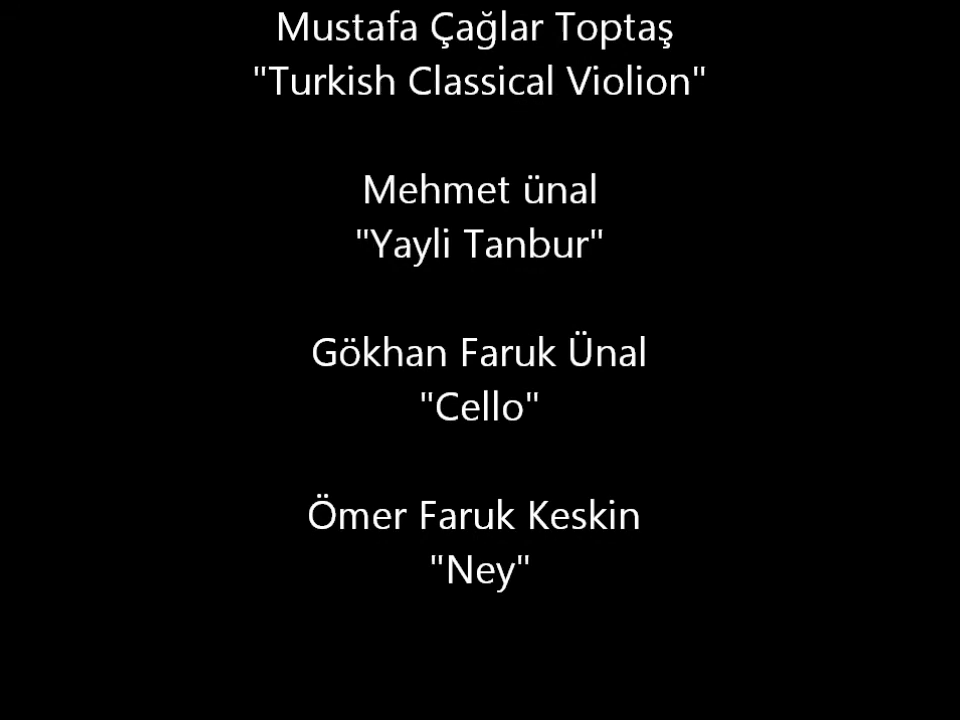 Mustafa Çağlar Toptaş
"Turkish Classical Violion"
Mehmet ünal
"Yayli Tanbur"
Gökhan Faruk Ünal
"Cello"
Ömer Faruk Keskin
"Ney"